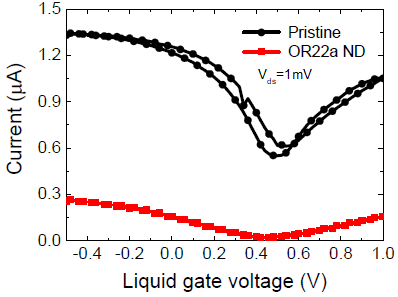 1.5
1.2
0.9
0.6
0.3
0.0
Current (μA)
Pristine
OR22a ND
Vds=1mV
-0.4 -0.2 0.0 0.2 0.4 0.6 0.8 1.0
Liquid gate voltage (V)